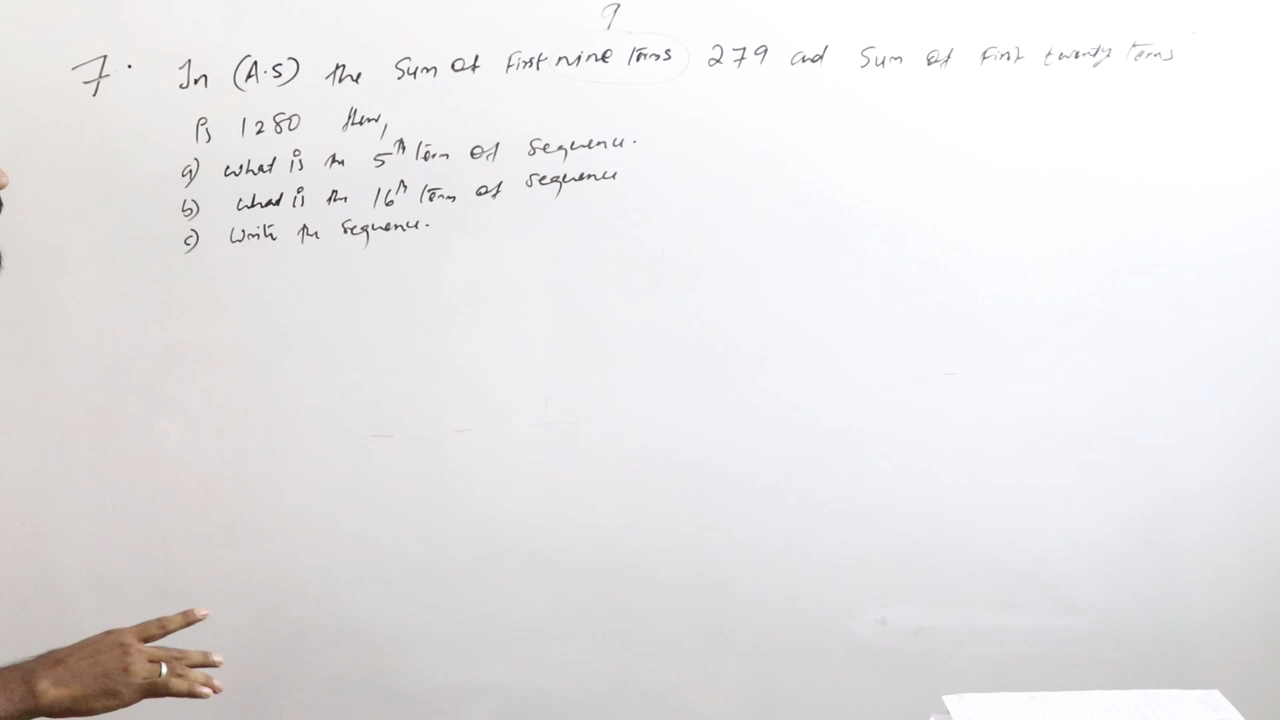 9
7. In (A.S) the Sum of First nine terms 279 and Sum of First twenty terms
is 1280 then,
a) what is the 5th term of sequence.
b) what is the 16th term of sequence
c) Write the sequence.